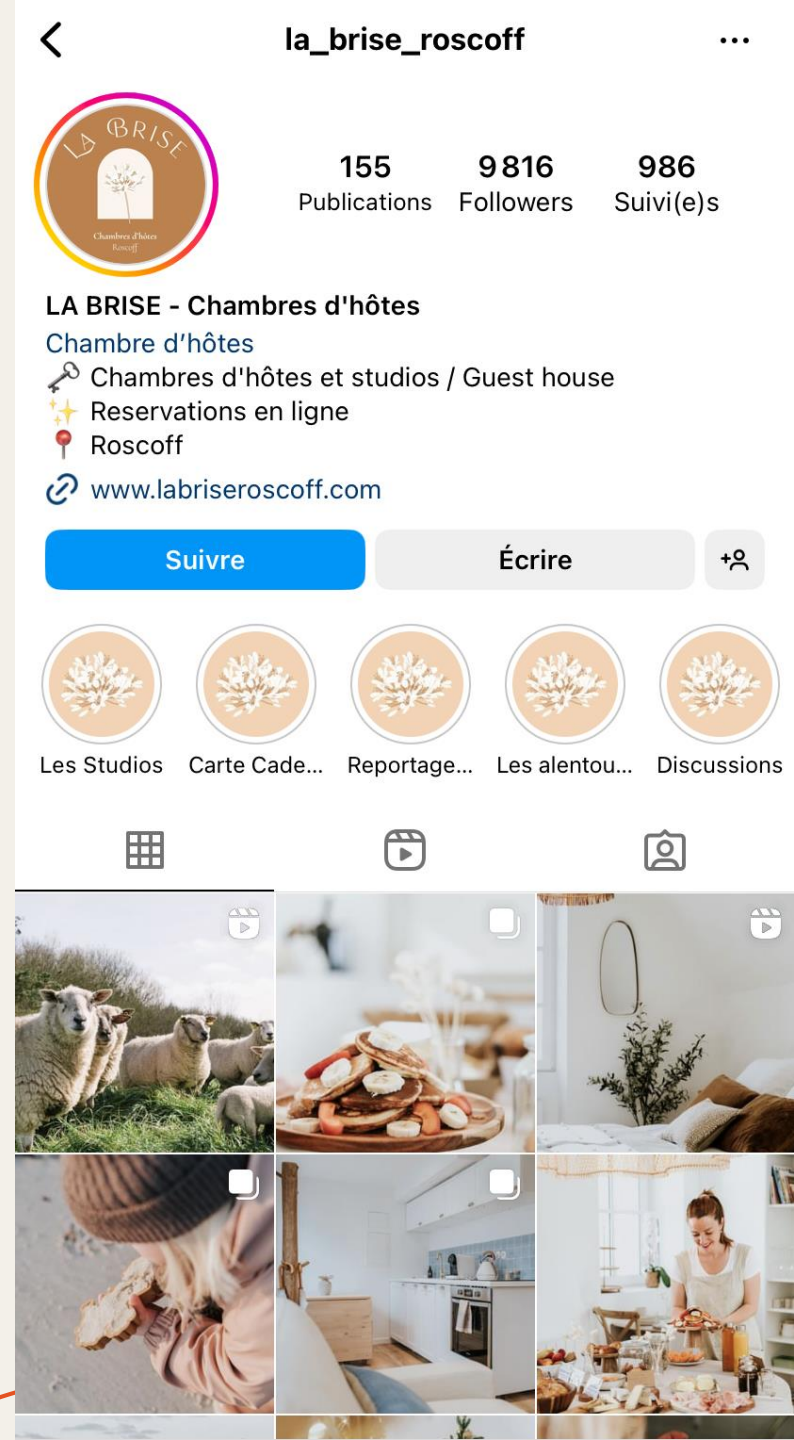 la_brise_roscoff
LA BRISE
Chambres d'hôtes
Roscoff
155
Publications
9 816
Followers
986
Suivi(e)s
LA BRISE - Chambres d'hôtes
Chambre d’hôtes
Chambres d'hôtes et studios / Guest house
Reservations en ligne
Roscoff
www.labriseroscoff.com
Suivre
Écrire
Les Studios
Carte Cade...
Reportage...
Les alentou...
Discussions